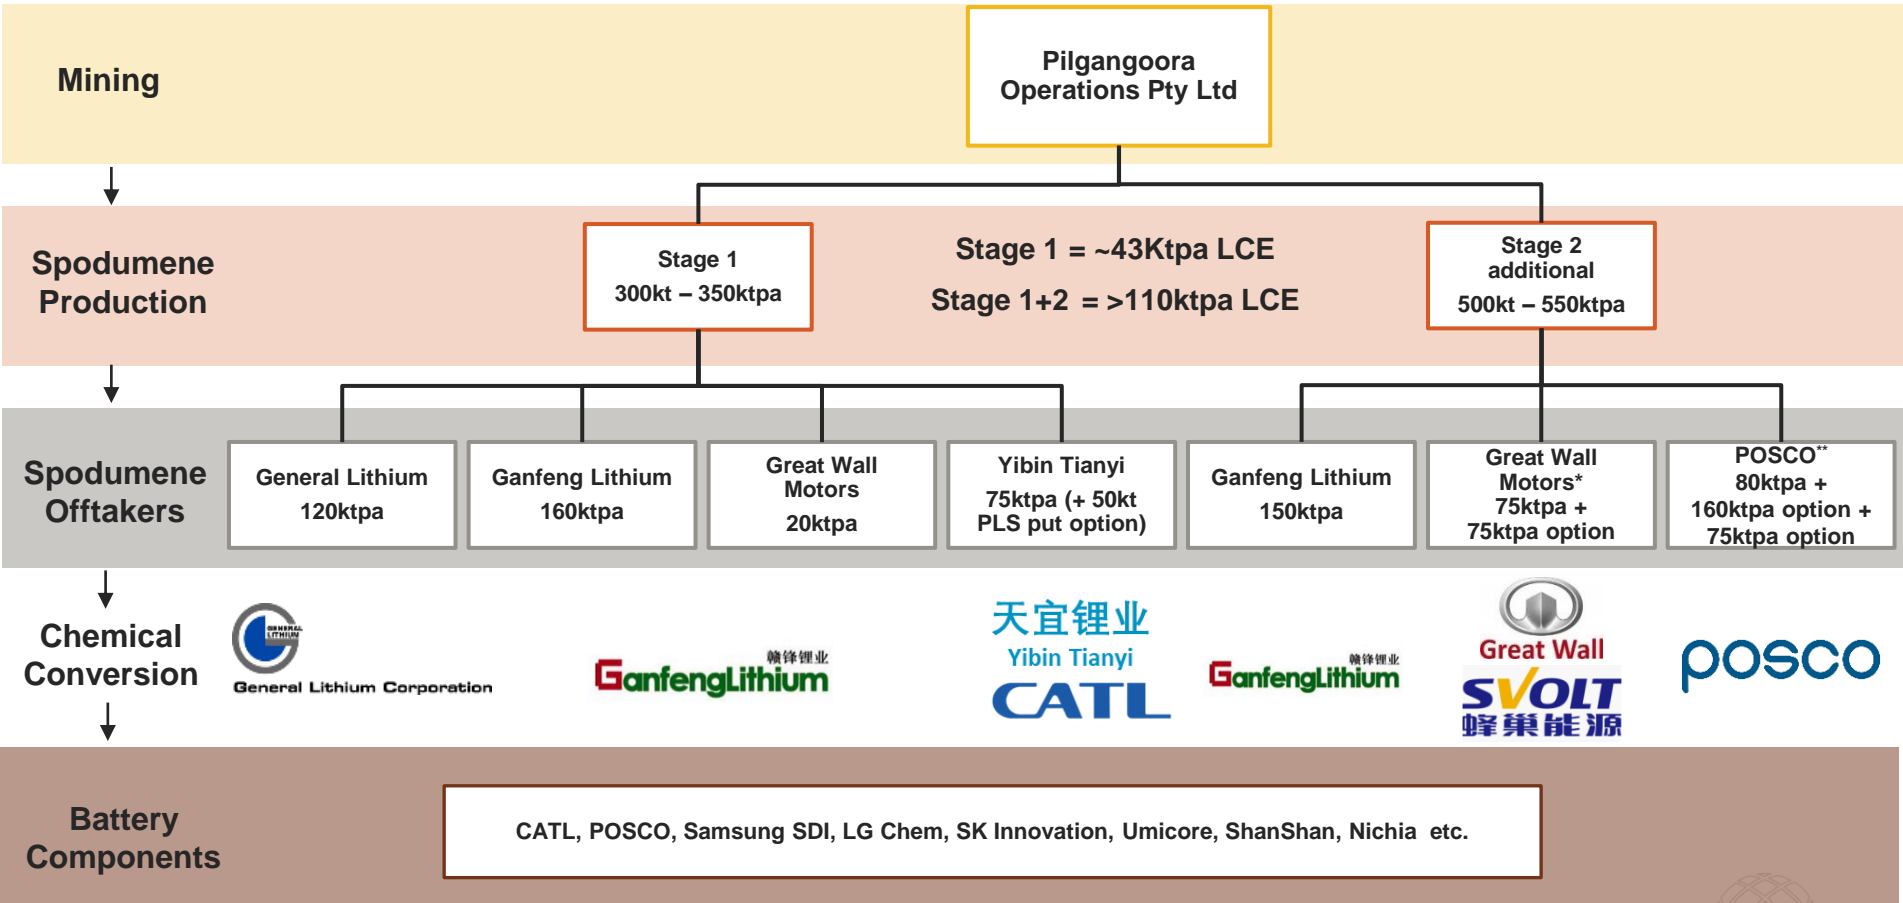 Mining
Pilgangoora
Operations Pty Ltd
Spodumene
Production
Stage 1
300kt – 350ktpa
Stage 1 = ~43Ktpa LCE
Stage 1+2 = >110ktpa LCE
Stage 2
additional
500kt – 550ktpa
Spodumene
Offtakers
General Lithium
120ktpa
Ganfeng Lithium
160ktpa
Great Wall
Motors
20ktpa
Yibin Tianyi
75ktpa (+ 50kt
PLS put option)
Ganfeng Lithium
150ktpa
Great Wall
Motors*
75ktpa +
75ktpa option
POSCO**
80ktpa +
160ktpa option +
75ktpa option
Chemical
Conversion
GENERAL
LITHIUM
General Lithium Corporation
赣锋锂业
GanfengLithium
天宜锂业
Yibin Tianyi
CATL
赣锋锂业
GanfengLithium
Great Wall
SVOLT
蜂巢能源
posco
Battery
Components
CATL, POSCO, Samsung SDI, LG Chem, SK Innovation, Umicore, ShanShan, Nichia etc.